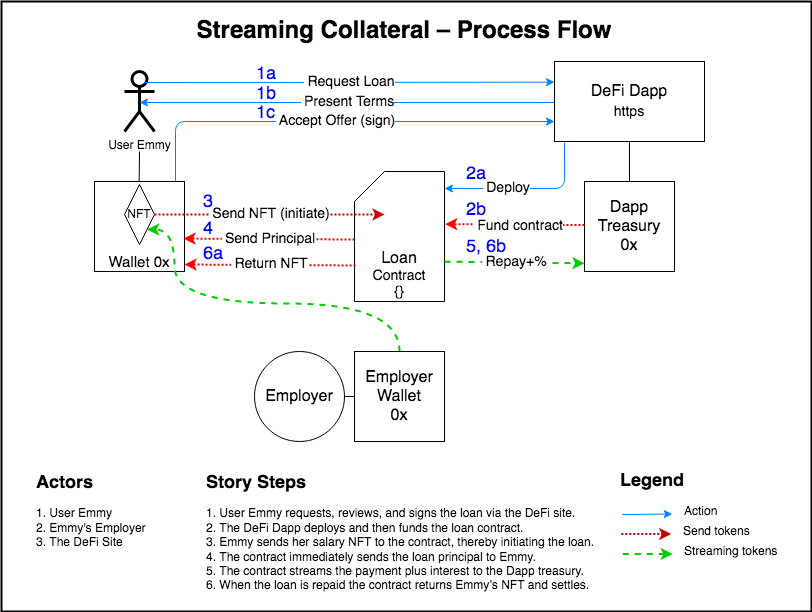 Streaming Collateral – Process Flow
1a
Request Loan
1b
Present Terms
1c
Accept Offer (sign)
User Emmy
DeFi Dapp
https
2a
Deploy
NFT
Wallet 0x
3
Send NFT (initiate)
4
Send Principal
6a
Return NFT
Loan
Contract
{}
2b
Fund contract
5, 6b
Repay+%
Dapp
Treasury
0x
Employer
Employer
Wallet
0x
Actors
1. User Emmy
2. Emmy's Employer
3. The DeFi Site
Story Steps
1. User Emmy requests, reviews, and signs the loan via the DeFi site.
2. The DeFi Dapp deploys and then funds the loan contract.
3. Emmy sends her salary NFT to the contract, thereby initiating the loan.
4. The contract immediately sends the loan principal to Emmy.
5. The contract streams the payment plus interest to the Dapp treasury.
6. When the loan is repaid the contract returns Emmy's NFT and settles.
Legend
Action
Send tokens
Streaming tokens